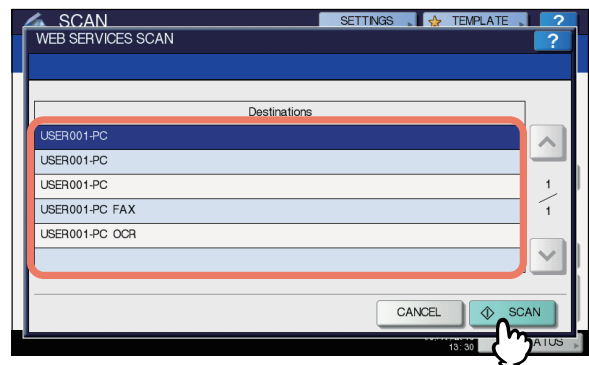 SCAN SETTINGS TEMPLATE ?
WEB SERVICES SCAN ?
Destinations
USER001-PC
USER001-PC
USER001-PC
USER001-PC FAX
USER001-PC OCR
1
1
CANCEL SCAN
13:30